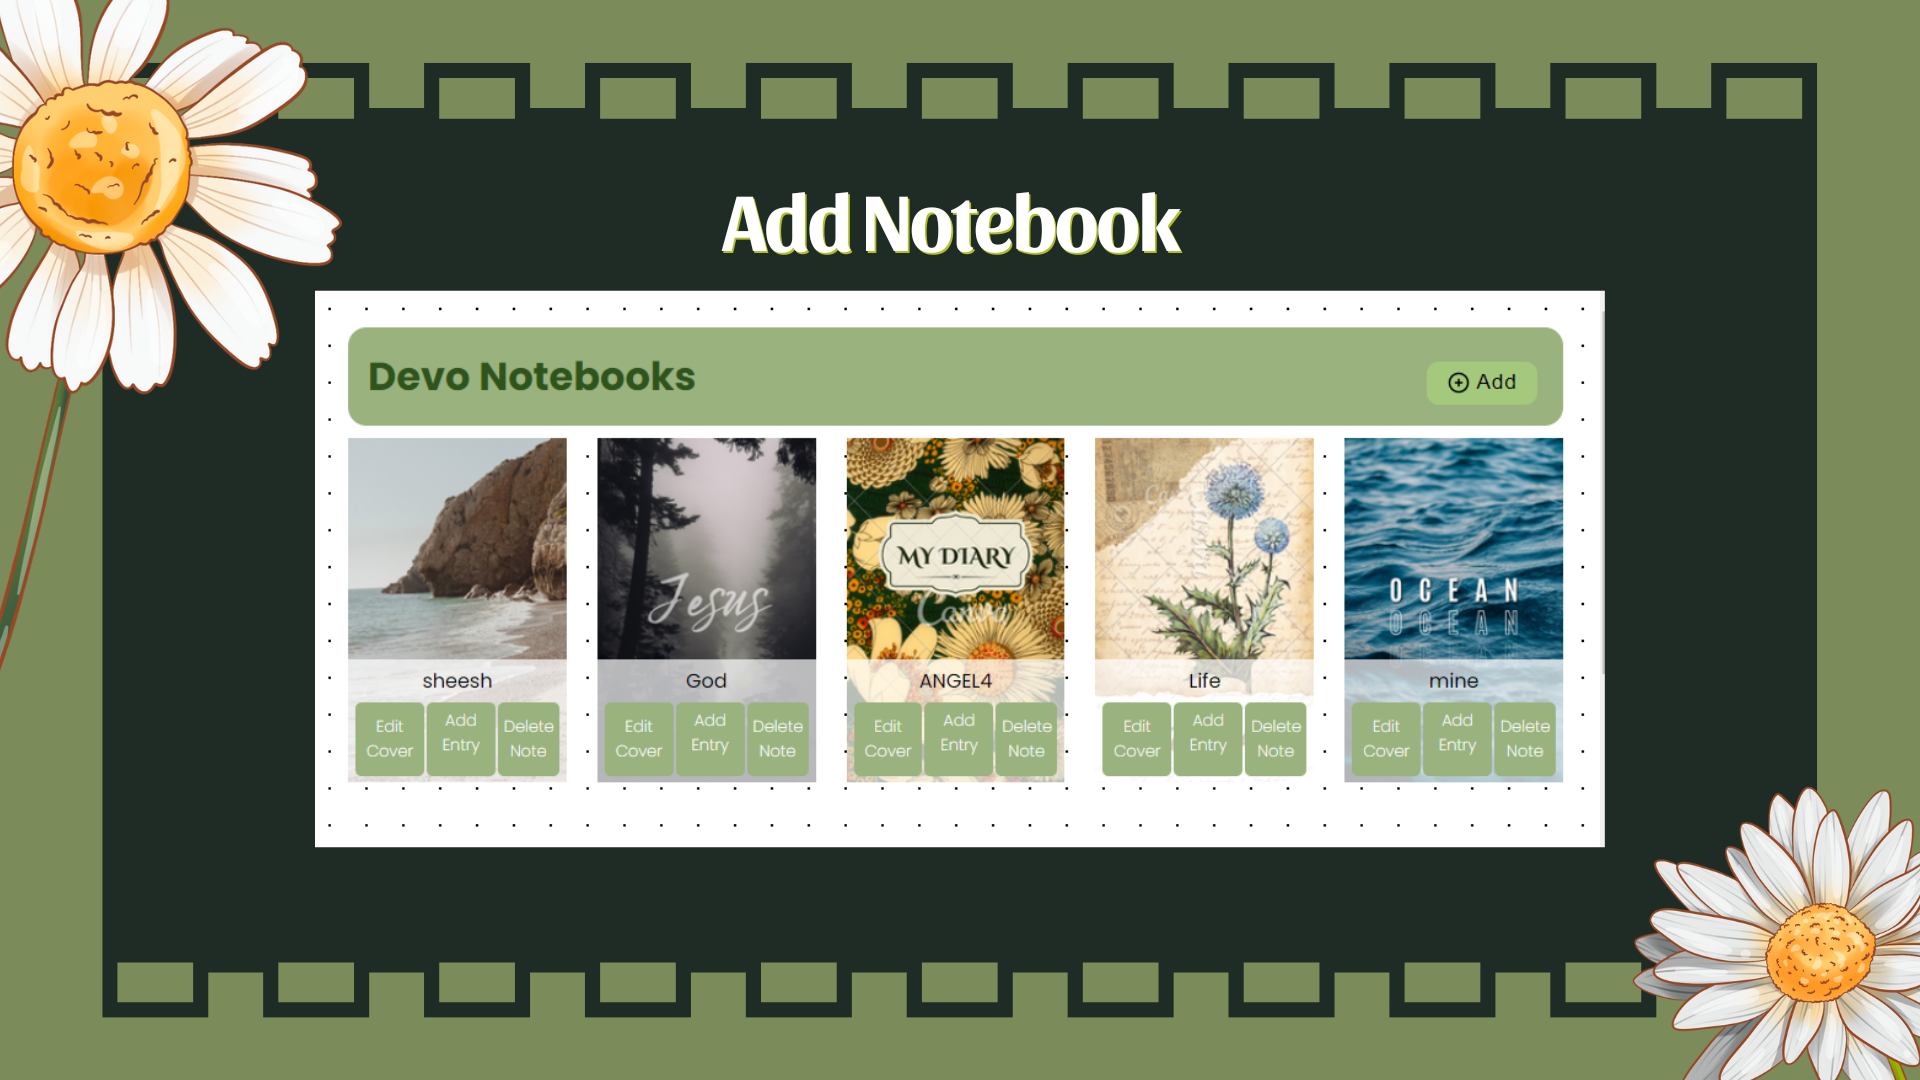 Add Notebook
Devo Notebooks
Add
Jesus
MY DIARY
Canva
OCEAN
OCEAN
sheesh
God
ANGEL4
Life
mine
Edit Cover
Add Entry
Delete Note
Edit Cover
Add Entry
Delete Note
Edit Cover
Add Entry
Delete Note
Edit Cover
Add Entry
Delete Note
Edit Cover
Add Entry
Delete Note